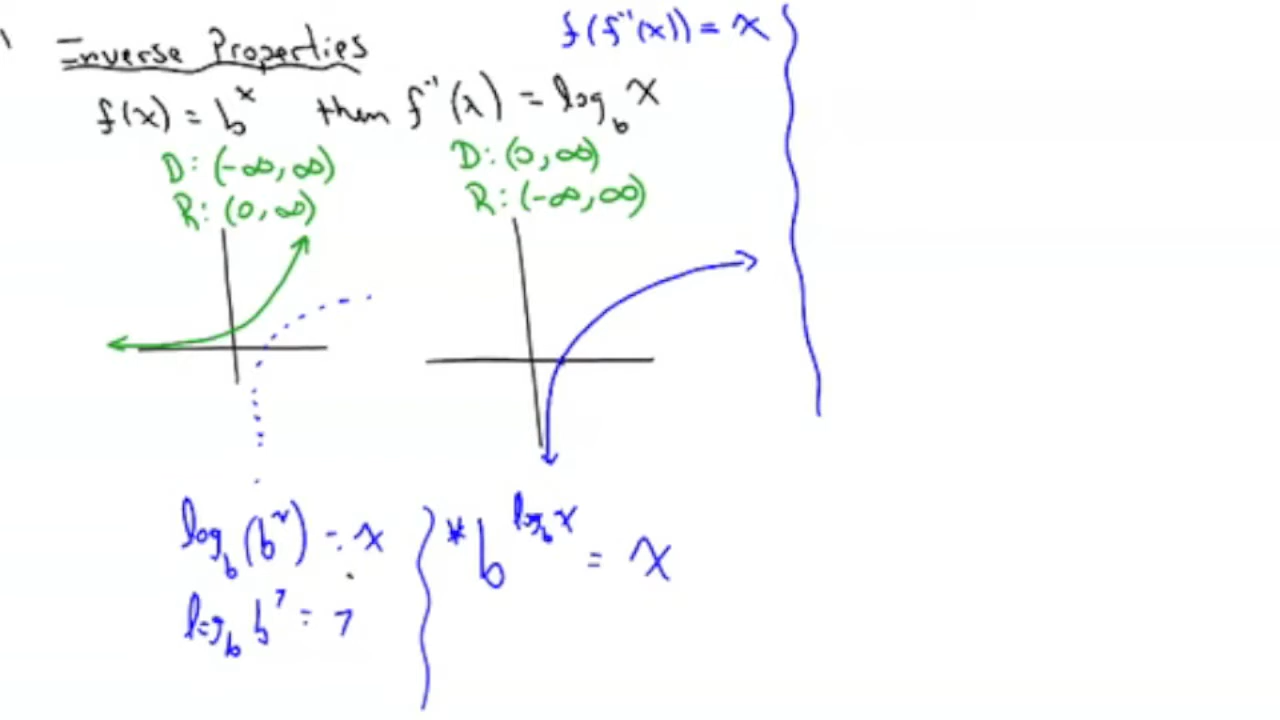 Inverse Properties
f(f⁻¹(x)) = x
f(x) = bˣ then f⁻¹(x) = log_b x
D: (-∞, ∞)
R: (0, ∞)
D: (0, ∞)
R: (-∞, ∞)
log_b (bˣ) = x
log_b b⁷ = 7
* b^(log_b x) = x